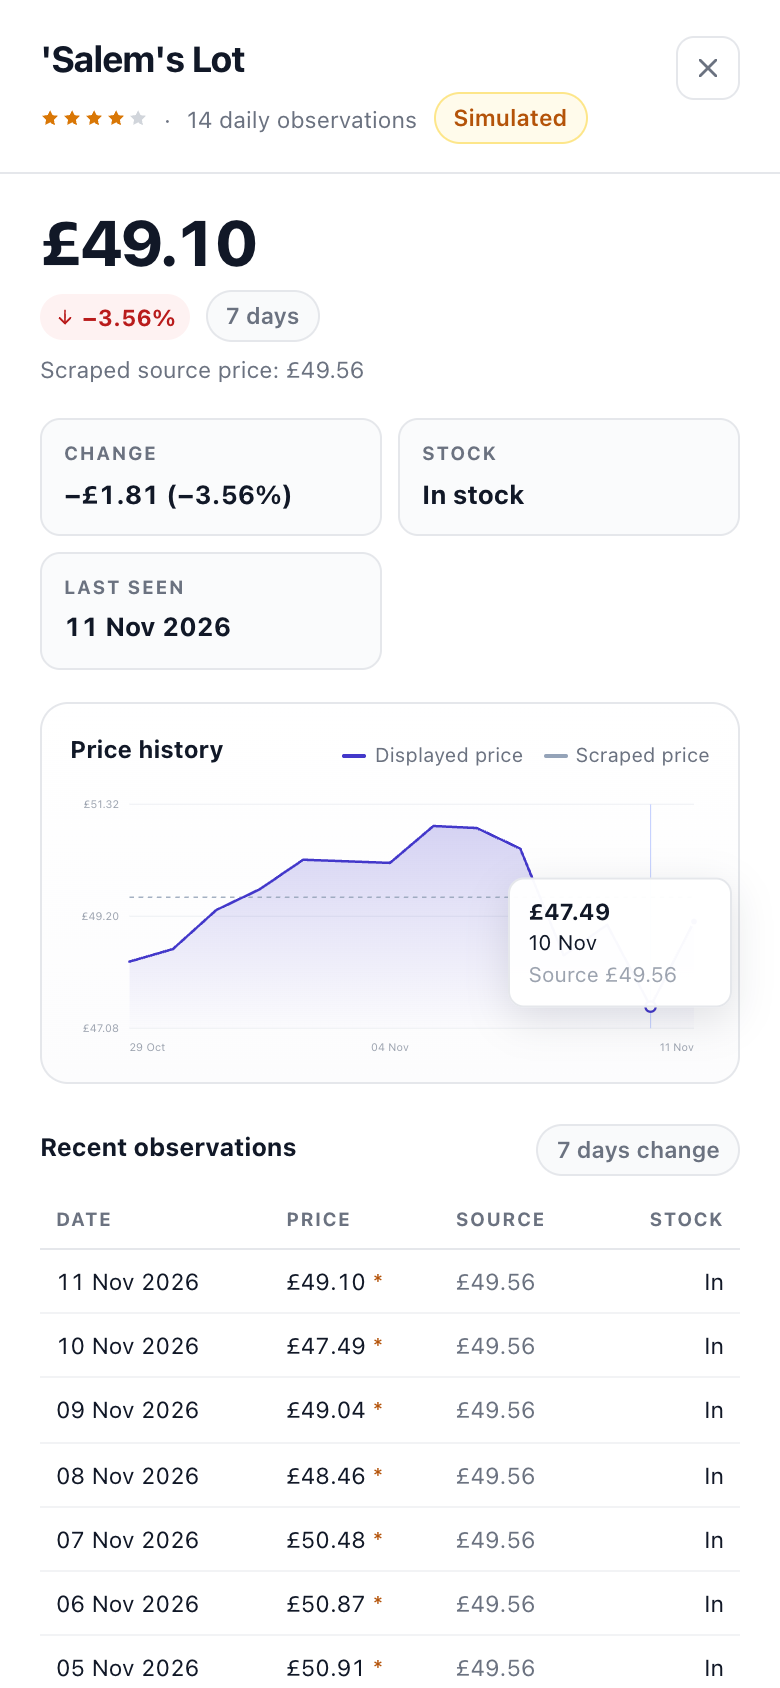 'Salem's Lot
· 14 daily observations Simulated
£49.10
↓ −3.56% 7 days
Scraped source price: £49.56
CHANGE
−£1.81 (−3.56%)
STOCK
In stock
LAST SEEN
11 Nov 2026
Price history
Displayed price Scraped price
£51.32
£49.20
£47.08
29 Oct 04 Nov 11 Nov
£47.49
10 Nov
Source £49.56
Recent observations 7 days change
DATE PRICE SOURCE STOCK
11 Nov 2026 £49.10 * £49.56 In
10 Nov 2026 £47.49 * £49.56 In
09 Nov 2026 £49.04 * £49.56 In
08 Nov 2026 £48.46 * £49.56 In
07 Nov 2026 £50.48 * £49.56 In
06 Nov 2026 £50.87 * £49.56 In
05 Nov 2026 £50.91 * £49.56 In